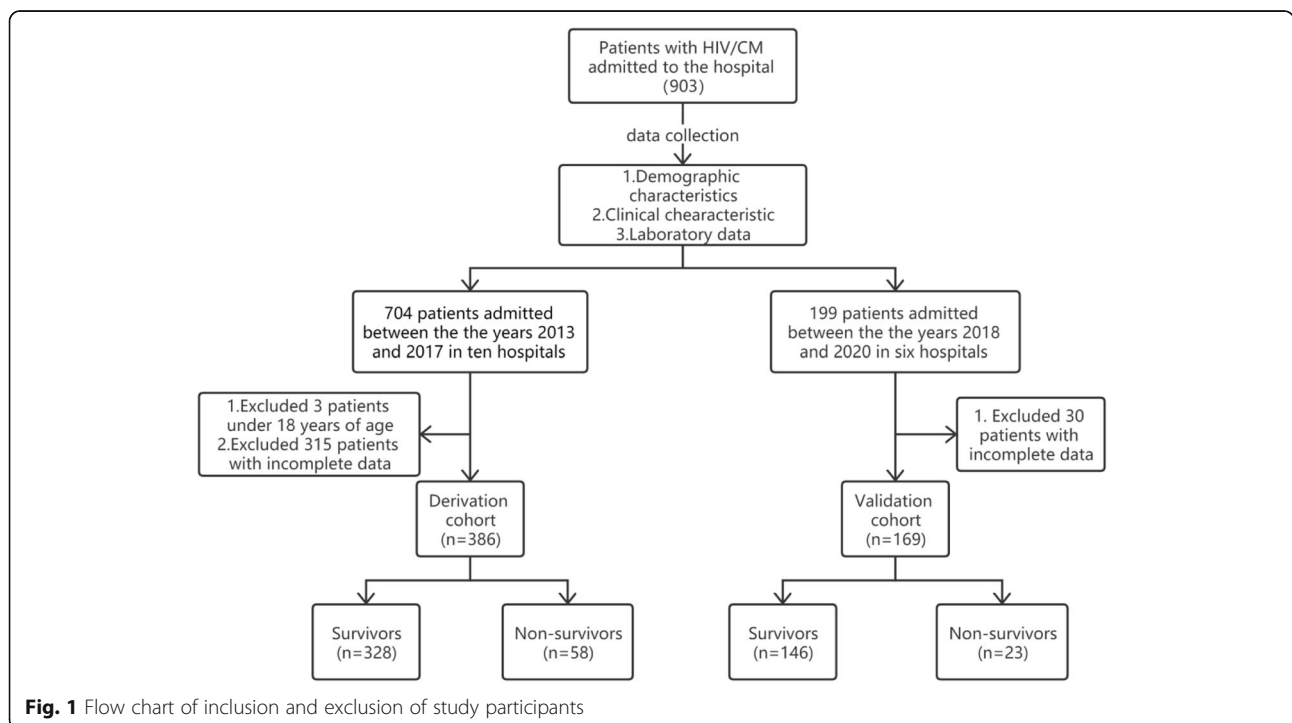 Patients with HIV/CM
admitted to the hospital
(903)
data collection
1.Demographic
characteristics
2.Clinical chearacteristic
3.Laboratory data
704 patients admitted
between the the years 2013
and 2017 in ten hospitals
199 patients admitted
between the the years 2018
and 2020 in six hospitals
1.Excluded 3 patients
under 18 years of age
2.Excluded 315 patients
with incomplete data
1. Excluded 30
patients with
incomplete data
Derivation
cohort
(n=386)
Validation
cohort
(n=169)
Survivors
(n=328)
Non-survivors
(n=58)
Survivors
(n=146)
Non-survivors
(n=23)
Fig. 1 Flow chart of inclusion and exclusion of study participants